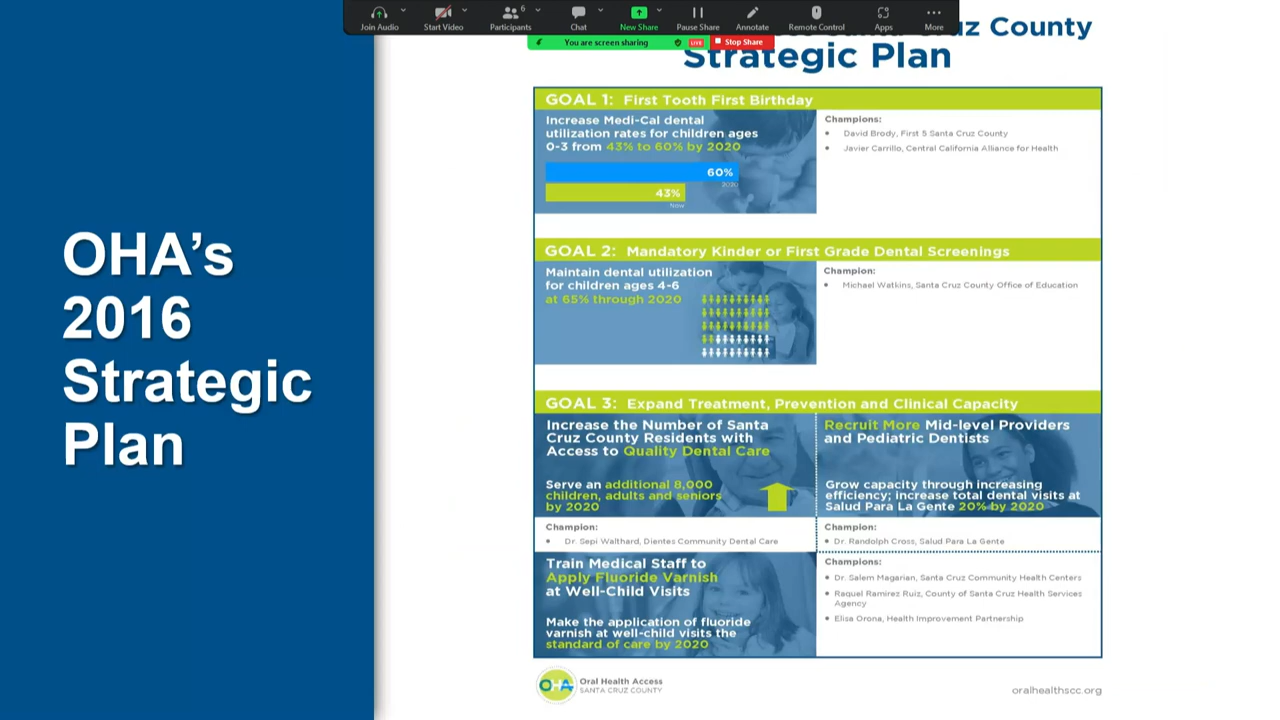 Join Audio
Start Video
6
Participants
Chat
New Share
Pause Share
Annotate
Remote Control
Apps
More
You are screen sharing
LIVE
Stop Share
Cruz County
Strategic Plan
OHA's
2016
Strategic
Plan
GOAL 1: First Tooth First Birthday
Increase Medi-Cal dental
utilization rates for children ages
0-3 from 43% to 60% by 2020
60%
2020
43%
Now
Champions:
• David Brody, First 5 Santa Cruz County
• Javier Carrillo, Central California Alliance for Health
GOAL 2: Mandatory Kinder or First Grade Dental Screenings
Maintain dental utilization
for children ages 4-6
at 65% through 2020
Champion:
• Michael Watkins, Santa Cruz County Office of Education
GOAL 3: Expand Treatment, Prevention and Clinical Capacity
Increase the Number of Santa
Cruz County Residents with
Access to Quality Dental Care
Serve an additional 8,000
children, adults and seniors
by 2020
Recruit More Mid-level Providers
and Pediatric Dentists
Grow capacity through increasing
efficiency; increase total dental visits at
Salud Para La Gente 20% by 2020
Champion:
• Dr. Sepi Walthard, Dientes Community Dental Care
Champion:
• Dr. Randolph Cross, Salud Para La Gente
Train Medical Staff to
Apply Fluoride Varnish
at Well-Child Visits
Make the application of fluoride
varnish at well-child visits the
standard of care by 2020
Champions:
• Dr. Salem Magarian, Santa Cruz Community Health Centers
• Raquel Ramirez Ruiz, County of Santa Cruz Health Services
Agency
• Elisa Orona, Health Improvement Partnership
OHA
Oral Health Access
SANTA CRUZ COUNTY
oralhealthscc.org